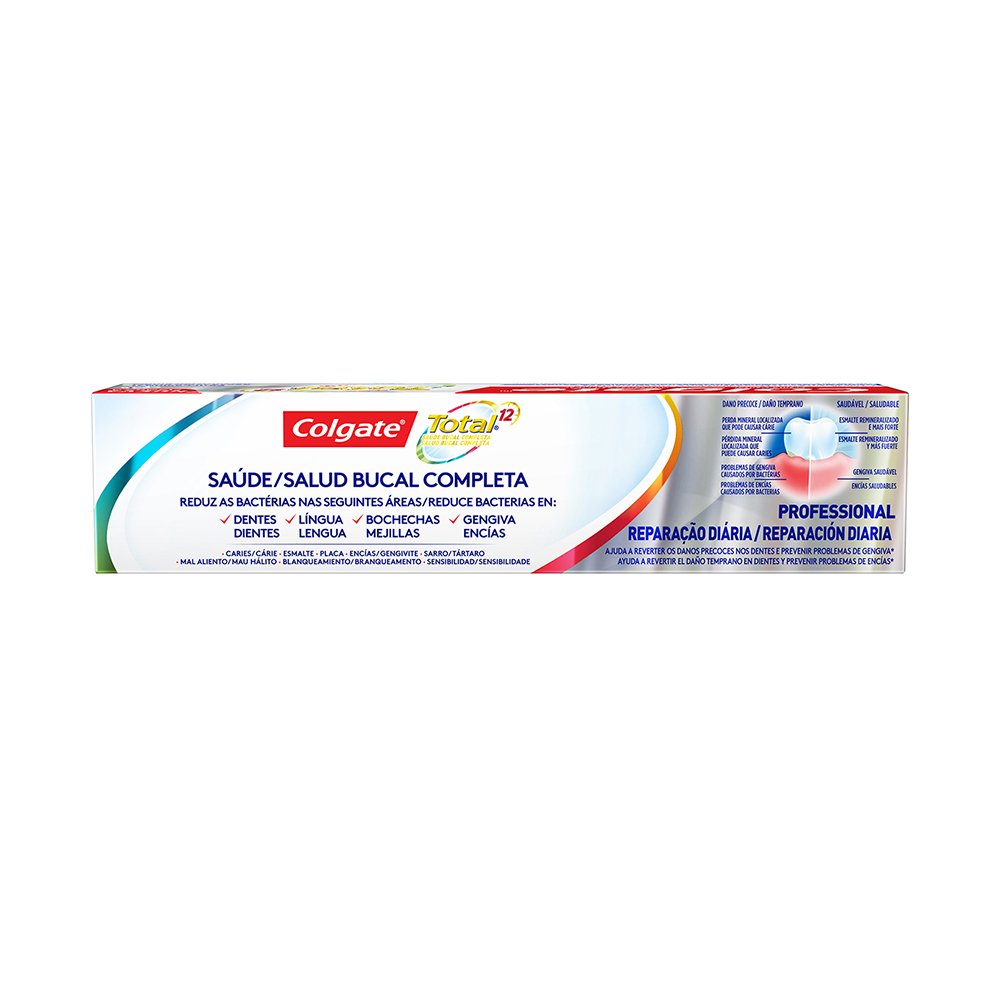 Colgate®
Total 12®
SAÚDE BUCAL COMPLETA
SALUD BUCAL COMPLETA
SAÚDE/SALUD BUCAL COMPLETA
REDUZ AS BACTÉRIAS NAS SEGUINTES ÁREAS/REDUCE BACTERIAS EN:
✓ DENTES ✓ LÍNGUA ✓ BOCHECHAS ✓ GENGIVA
DIENTES LENGUA MEJILLAS ENCÍAS
· CARIES/CÁRIE · ESMALTE · PLACA · ENCÍAS/GENGIVITE · SARRO/TÁRTARO
· MAL ALIENTO/MAU HÁLITO · BLANQUEAMIENTO/BRANQUEAMENTO · SENSIBILIDAD/SENSIBILIDADE
DANO PRECOCE / DAÑO TEMPRANO
PERDA MINERAL LOCALIZADA
QUE PODE CAUSAR CÁRIE
PÉRDIDA MINERAL
LOCALIZADA QUE
PUEDE CAUSAR CARIES
PROBLEMAS DE GENGIVA
CAUSADOS POR BACTÉRIAS
PROBLEMAS DE ENCÍAS
CAUSADOS POR BACTERIAS
SAUDÁVEL / SALUDABLE
ESMALTE REMINERALIZADO
E MAIS FORTE
ESMALTE REMINERALIZADO
Y MÁS FUERTE
GENGIVA SAUDÁVEL
ENCÍAS SALUDABLES
PROFESSIONAL
REPARAÇÃO DIÁRIA / REPARACIÓN DIARIA
AJUDA A REVERTER OS DANOS PRECOCES NOS DENTES E PREVENIR PROBLEMAS DE GENGIVA*
AYUDA A REVERTIR EL DAÑO TEMPRANO EN DIENTES Y PREVENIR PROBLEMAS DE ENCÍAS*